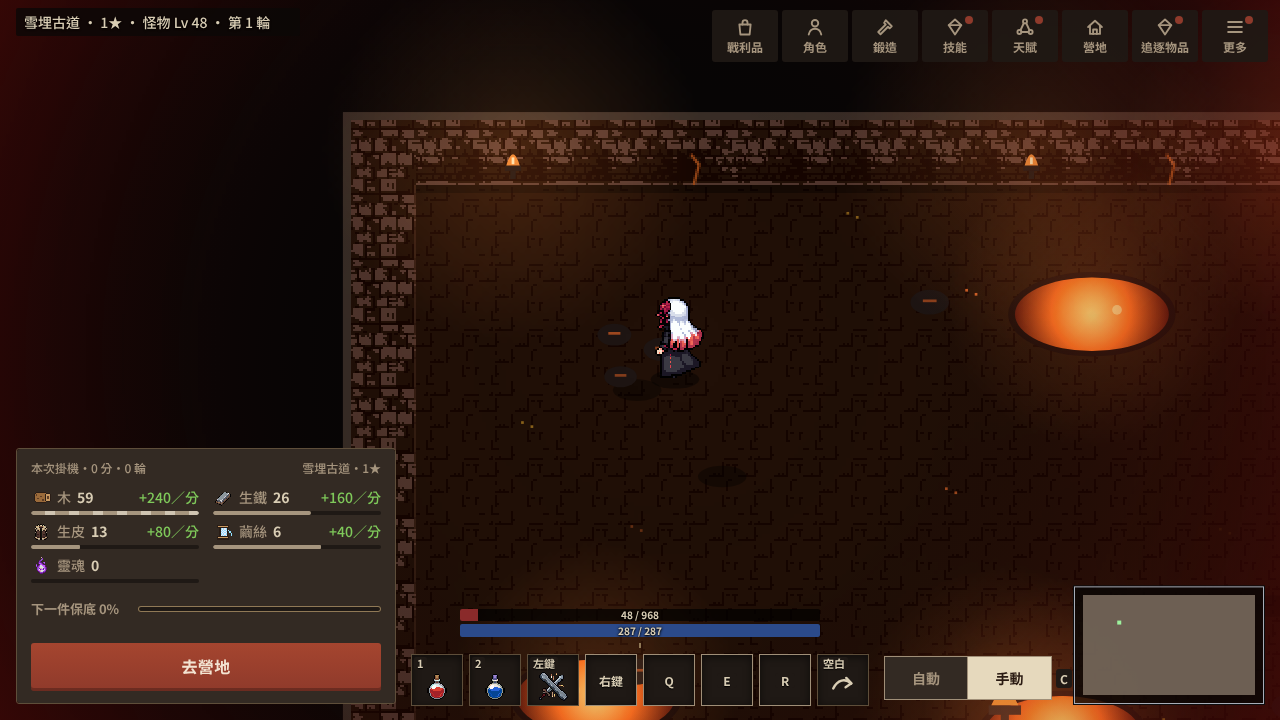 雪埋古道 • 1★ • 怪物 Lv 48 • 第 1 輪
戰利品
角色
鍛造
技能
天賦
營地
追逐物品
更多
本次掛機・0 分・0 輪
雪埋古道・1★
木 59 +240／分
生鐵 26 +160／分
生皮 13 +80／分
繭絲 6 +40／分
靈魂 0
下一件保底 0%
去營地
48 / 968
287 / 287
1
2
左鍵
右鍵
Q
E
R
空白
自動
手動
C